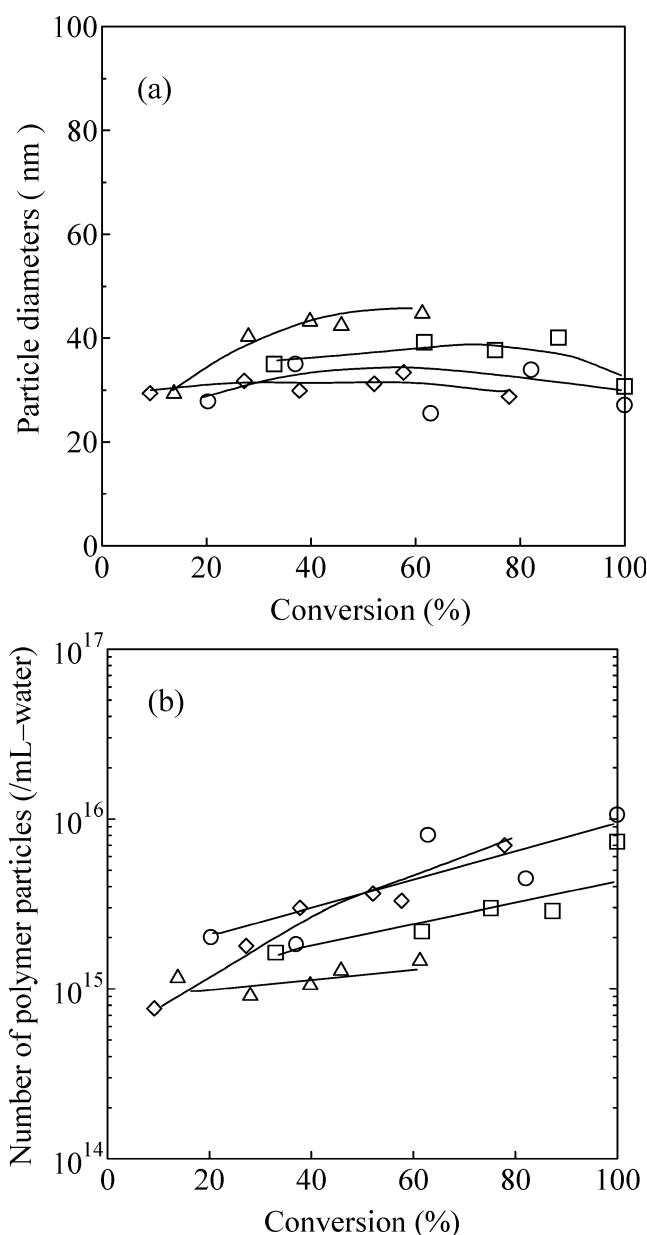 100
(a)
80
60
40
20
0
0 20 40 60 80 100
Particle diameters ( nm )
Conversion (%)
10^17
(b)
10^16
10^15
10^14
0 20 40 60 80 100
Number of polymer particles (/mL–water)
Conversion (%)